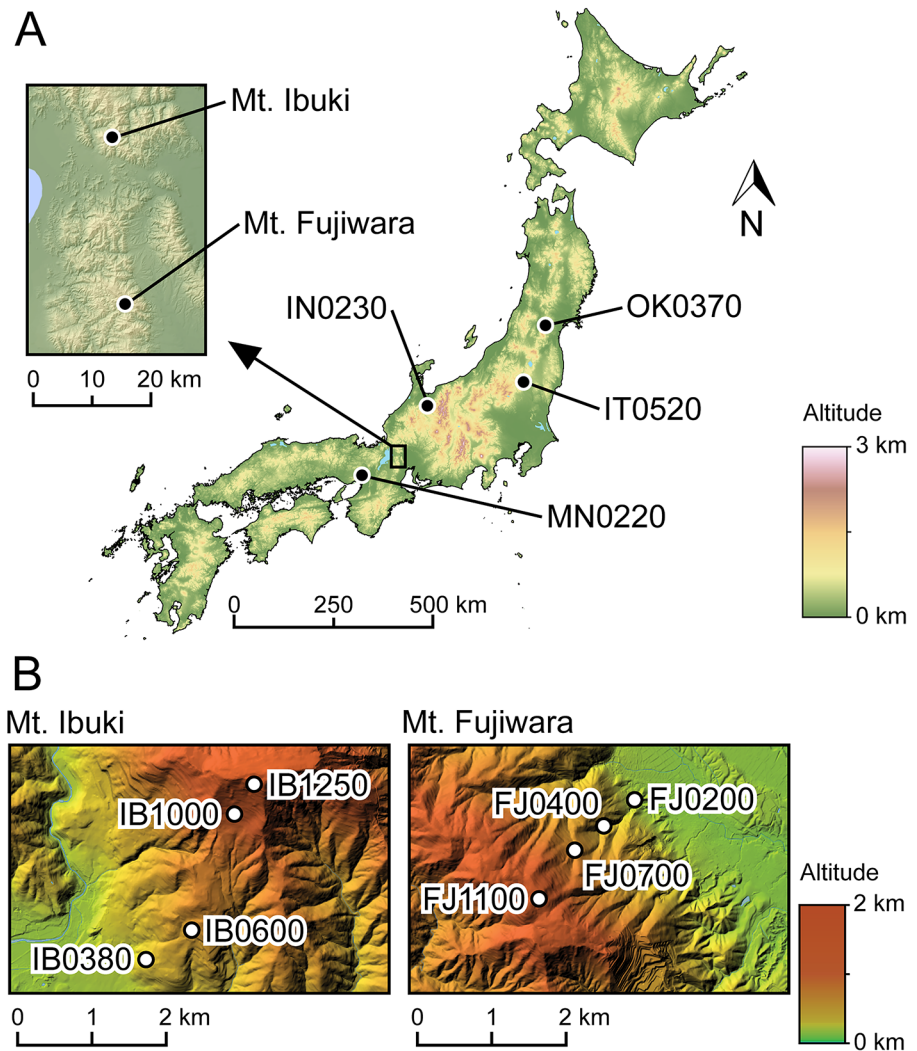 A
Mt. Ibuki
Mt. Fujiwara
N
IN0230
OK0370
0 10 20 km
IT0520
Altitude
3 km
MN0220
0 250 500 km
0 km
B
Mt. Ibuki
Mt. Fujiwara
IB1250
IB1000
FJ0400
FJ0200
FJ0700
Altitude
FJ1100
2 km
IB0600
IB0380
0 1 2 km
0 1 2 km
0 km